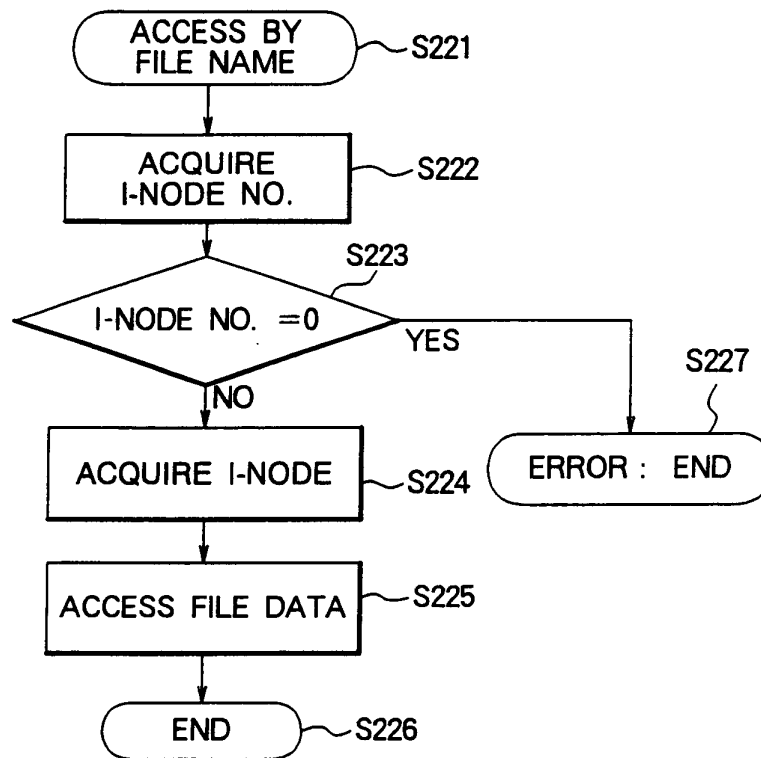 ACCESS BY
FILE NAME
S221
ACQUIRE
I-NODE NO.
S222
S223
I-NODE NO. =0
YES
NO
S227
ERROR : END
ACQUIRE I-NODE
S224
ACCESS FILE DATA
S225
END
S226